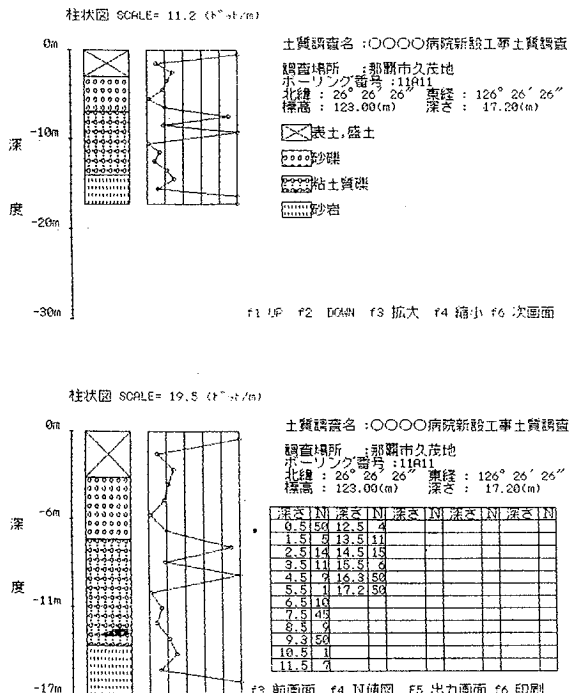 柱状図 SCALE= 11.2 (ﾄﾞｯﾄ/m)
0m
-10m
-20m
-30m
深
度
土質調査名 :〇〇〇〇病院新設工事土質調査
調査場所 :那覇市久茂地
ボーリング番号 :11A11
北緯 : 26° 26′ 26″ 東経 : 126° 26′ 26″
標高 : 123.00(m) 深さ : 17.20(m)
表土,盛土
砂礫
粘土質礫
砂岩
f1 UP f2 DOWN f3 拡大 f4 縮小 f6 次画面
柱状図 SCALE= 19.5 (ﾄﾞｯﾄ/m)
0m
-6m
-11m
-17m
深
度
土質調査名 :〇〇〇〇病院新設工事土質調査
調査場所 :那覇市久茂地
ボーリング番号 :11A11
北緯 : 26° 26′ 26″ 東経 : 126° 26′ 26″
標高 : 123.00(m) 深さ : 17.20(m)
深さ N 深さ N 深さ N 深さ N 深さ N
0.5 50 12.5 4
1.5 5 13.5 11
2.5 14 14.5 15
3.5 11 15.5 6
4.5 9 16.3 50
5.5 1 17.2 50
6.5 10
7.5 45
8.5 9
9.3 50
10.5 1
11.5 7
f3 前画面 f4 N値図 F5 出力画面 f6 印刷